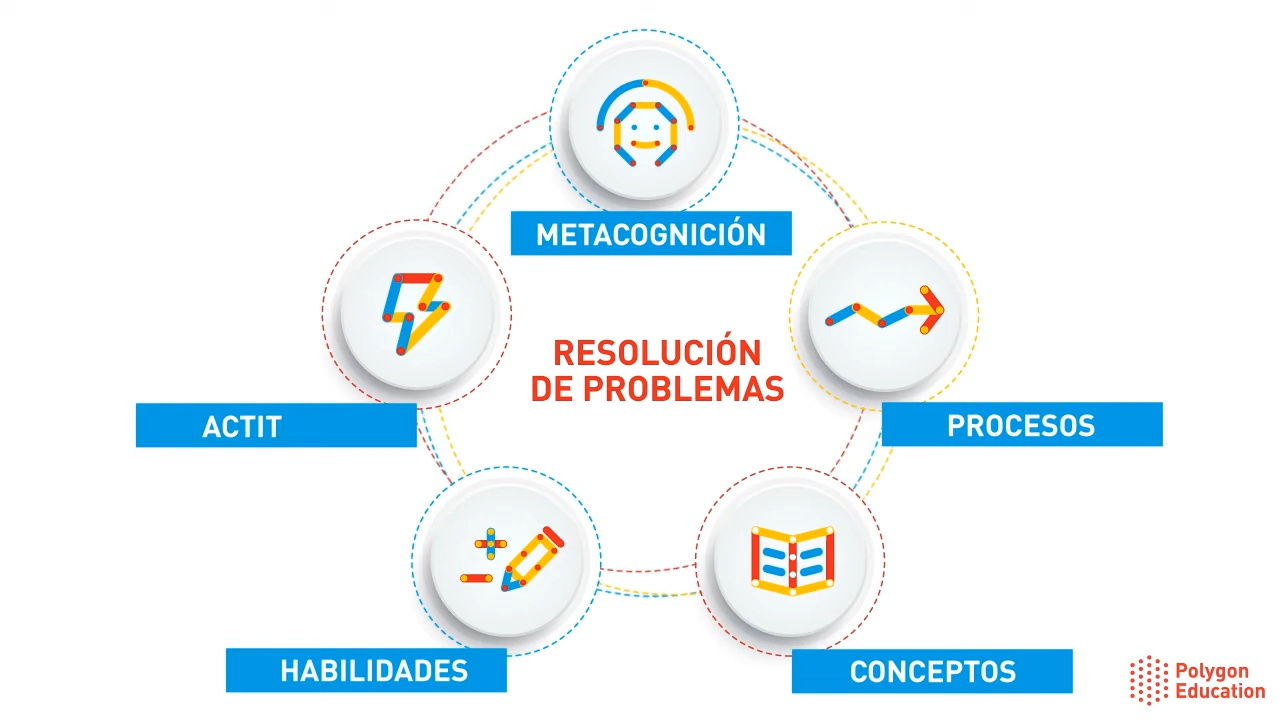 METACOGNICIÓN
RESOLUCIÓN
DE PROBLEMAS
ACTIT
PROCESOS
HABILIDADES
CONCEPTOS
Polygon
Education